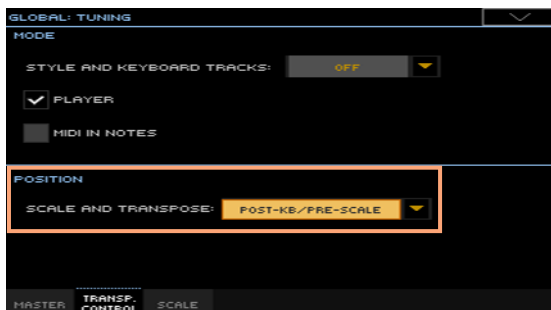 GLOBAL: TUNING
MODE
STYLE AND KEYBOARD TRACKS: OFF
PLAYER
MIDI IN NOTES
POSITION
SCALE AND TRANSPOSE: POST-KB/PRE-SCALE
MASTER TRANSP. CONTROL SCALE